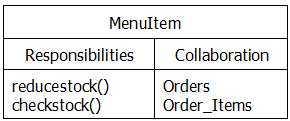 MenuItem
Responsibilities Collaboration
reducestock() Orders
checkstock() Order_Items